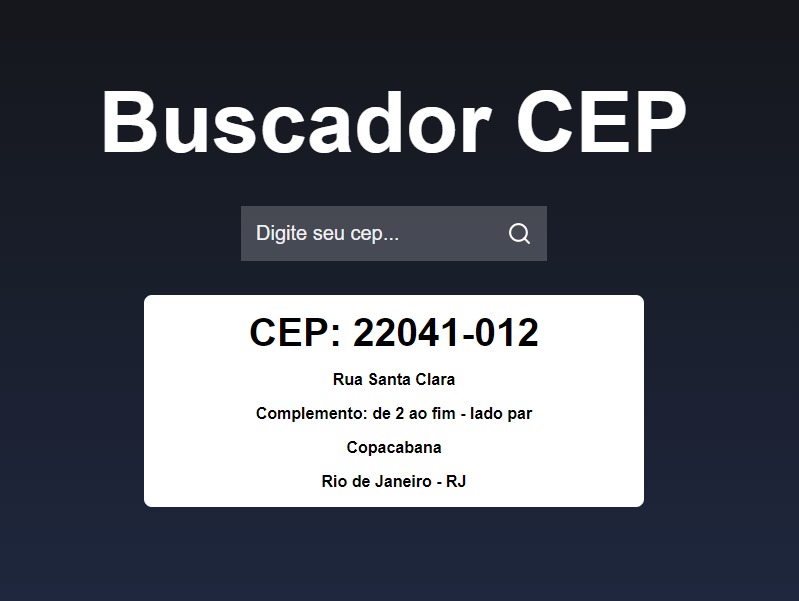 Buscador CEP
Digite seu cep...
CEP: 22041-012
Rua Santa Clara
Complemento: de 2 ao fim - lado par
Copacabana
Rio de Janeiro - RJ